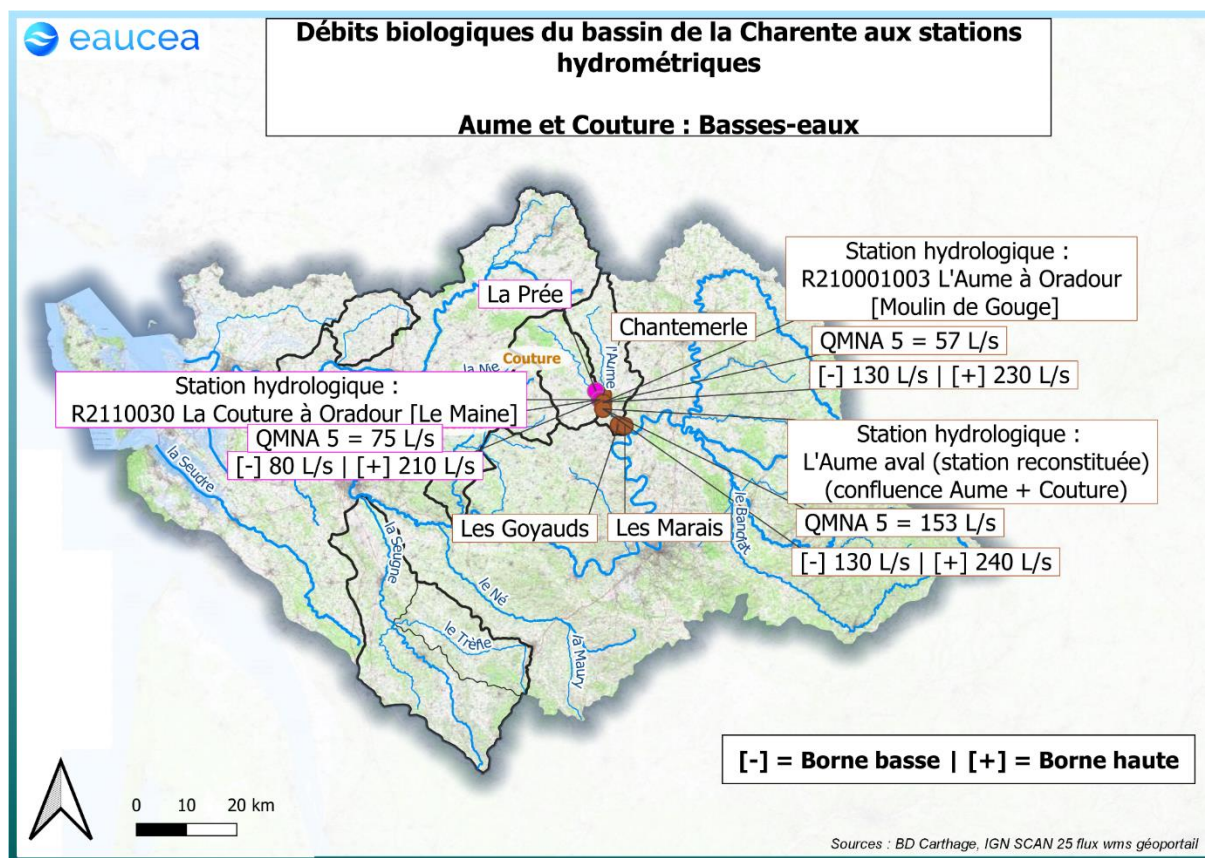 eaucea
Débits biologiques du bassin de la Charente aux stations
hydrométriques
Aume et Couture : Basses-eaux
Station hydrologique :
R210001003 L'Aume à Oradour
[Moulin de Gouge]
La Prée
Chantemerle
QMNA 5 = 57 L/s
Couture
l'Aume
la Nie
[-] 130 L/s | [+] 230 L/s
Station hydrologique :
R2110030 La Couture à Oradour [Le Maine]
QMNA 5 = 75 L/s
[-] 80 L/s | [+] 210 L/s
Station hydrologique :
L'Aume aval (station reconstituée)
(confluence Aume + Couture)
la Seudre
le Bandiat
Les Goyauds
Les Marais
QMNA 5 = 153 L/s
[-] 130 L/s | [+] 240 L/s
la Seugne
le Né
le Trèfle
la Maury
[-] = Borne basse | [+] = Borne haute
0 10 20 km
Sources : BD Carthage, IGN SCAN 25 flux wms géoportail